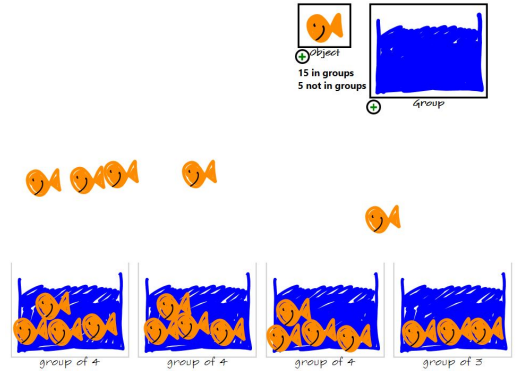 Object
15 in groups
5 not in groups
Group
group of 4
group of 4
group of 4
group of 3